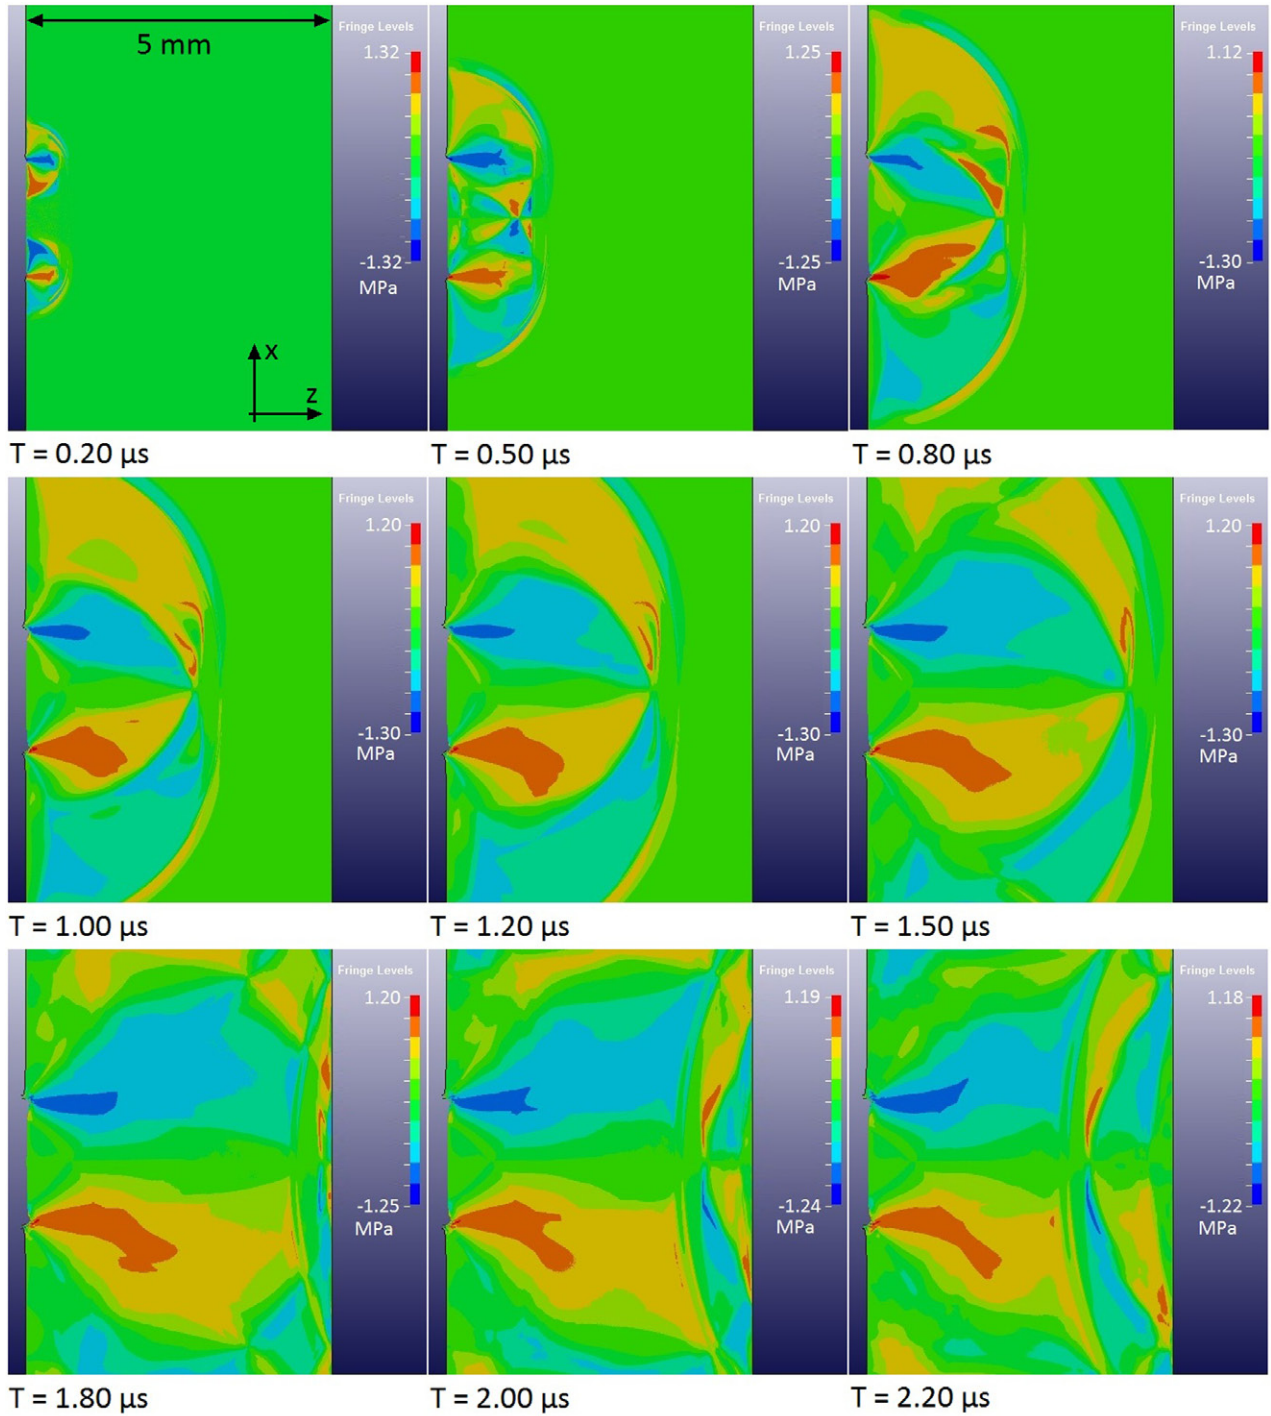 Fringe Levels
5 mm
1.32
-1.32
MPa
x
z
T = 0.20 µs
Fringe Levels
1.25
-1.25
MPa
T = 0.50 µs
Fringe Levels
1.12
-1.30
MPa
T = 0.80 µs
Fringe Levels
1.20
-1.30
MPa
T = 1.00 µs
Fringe Levels
1.20
-1.30
MPa
T = 1.20 µs
Fringe Levels
1.20
-1.30
MPa
T = 1.50 µs
Fringe Levels
1.20
-1.25
MPa
T = 1.80 µs
Fringe Levels
1.19
-1.24
MPa
T = 2.00 µs
Fringe Levels
1.18
-1.22
MPa
T = 2.20 µs